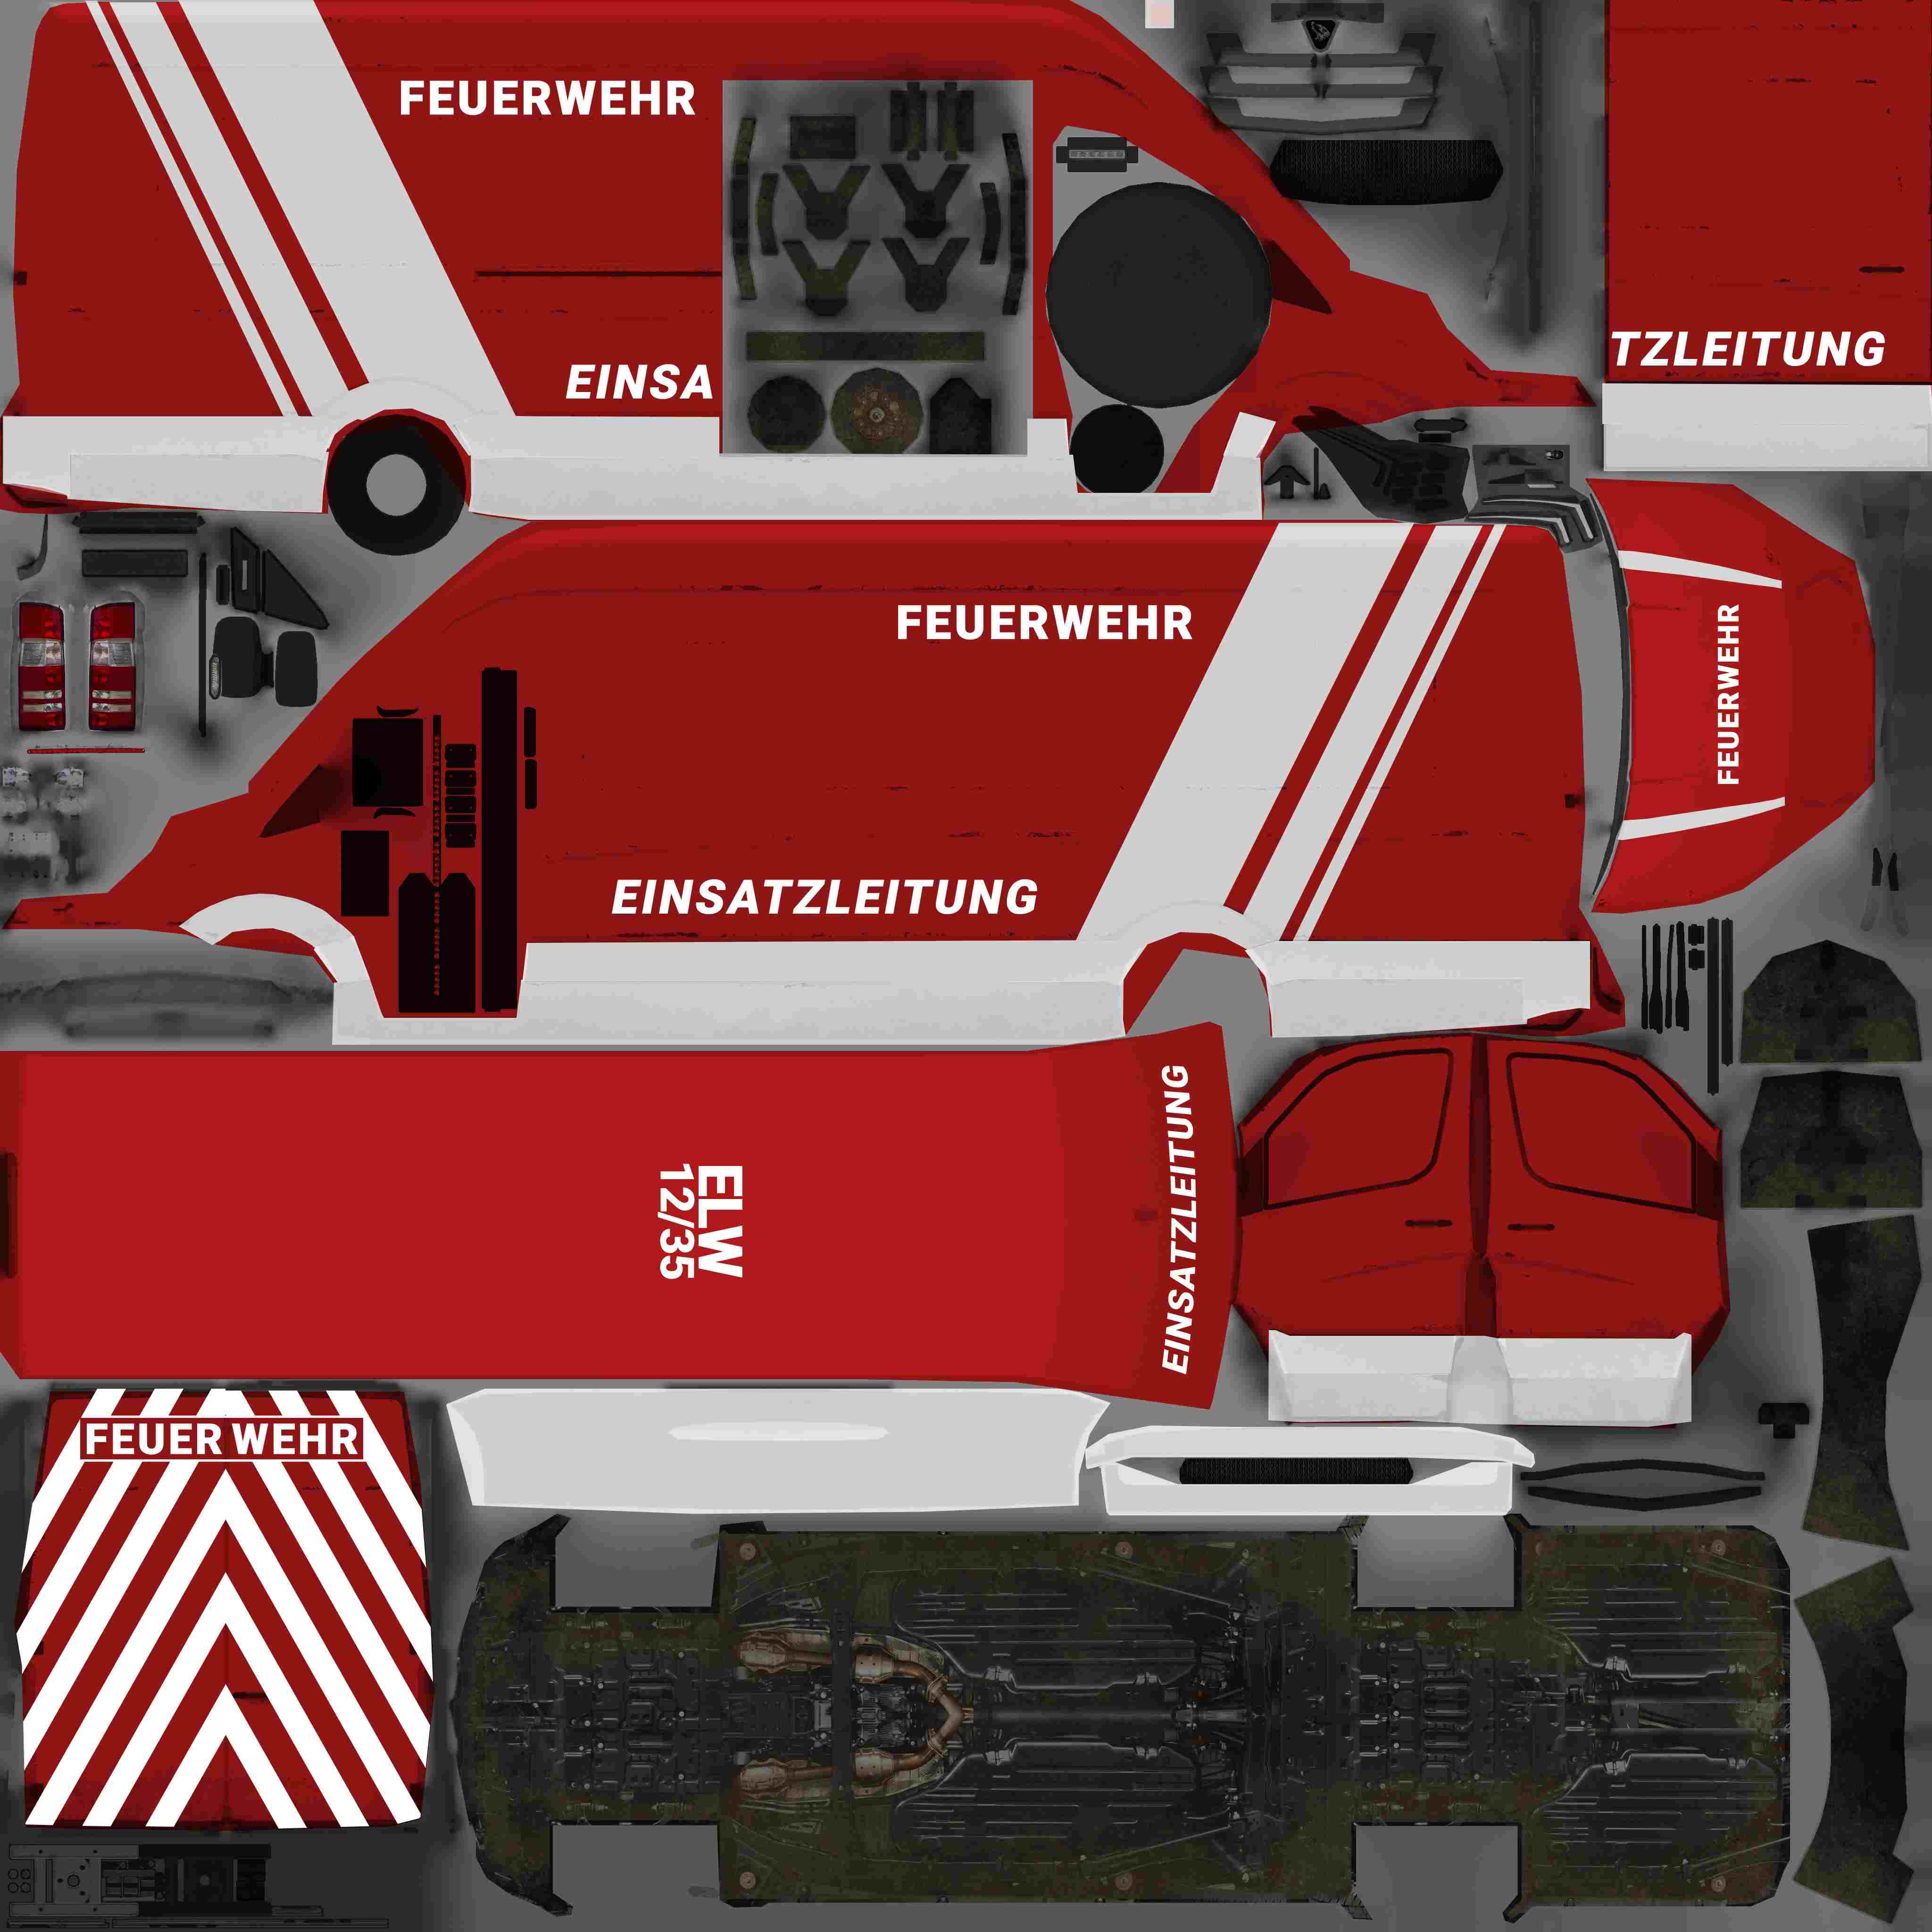 FEUERWEHR
EINSA
TZLEITUNG
FEUERWEHR
FEUERWEHR
EINSATZLEITUNG
EINSATZLEITUNG
ELW
12/35
FEUER WEHR